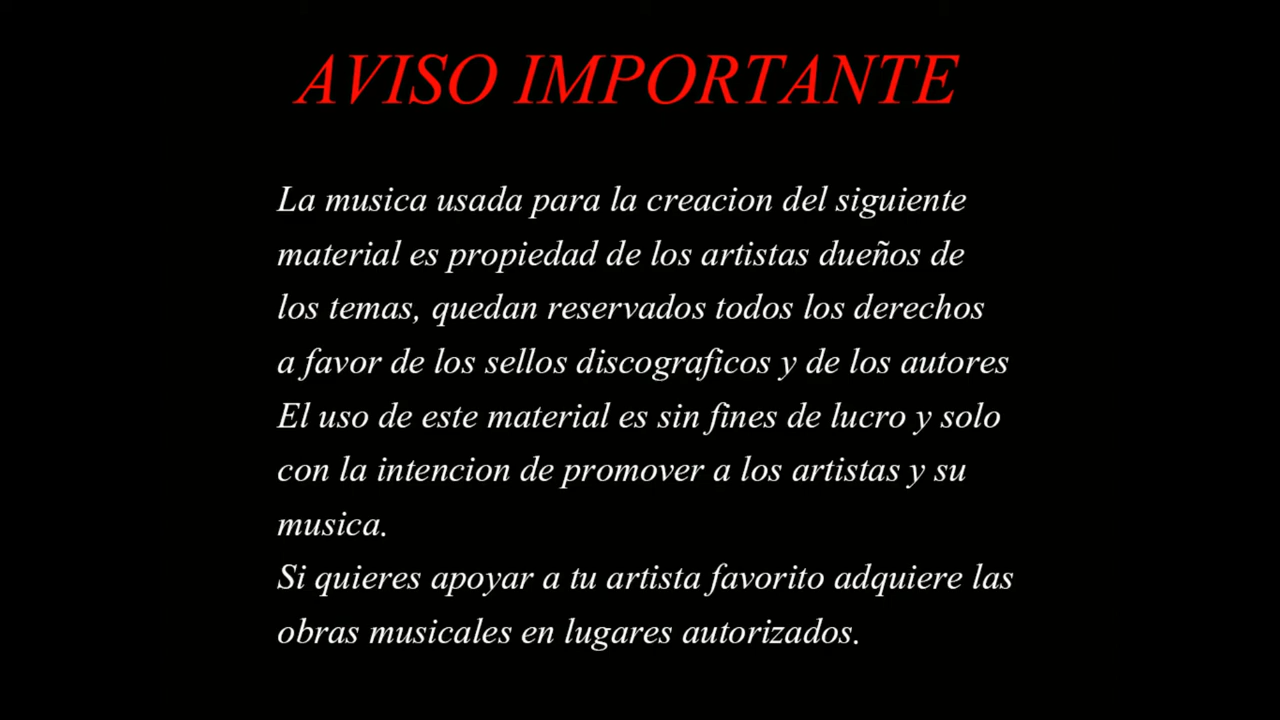 AVISO IMPORTANTE
La musica usada para la creacion del siguiente
material es propiedad de los artistas dueños de
los temas, quedan reservados todos los derechos
a favor de los sellos discograficos y de los autores
El uso de este material es sin fines de lucro y solo
con la intencion de promover a los artistas y su
musica.
Si quieres apoyar a tu artista favorito adquiere las
obras musicales en lugares autorizados.